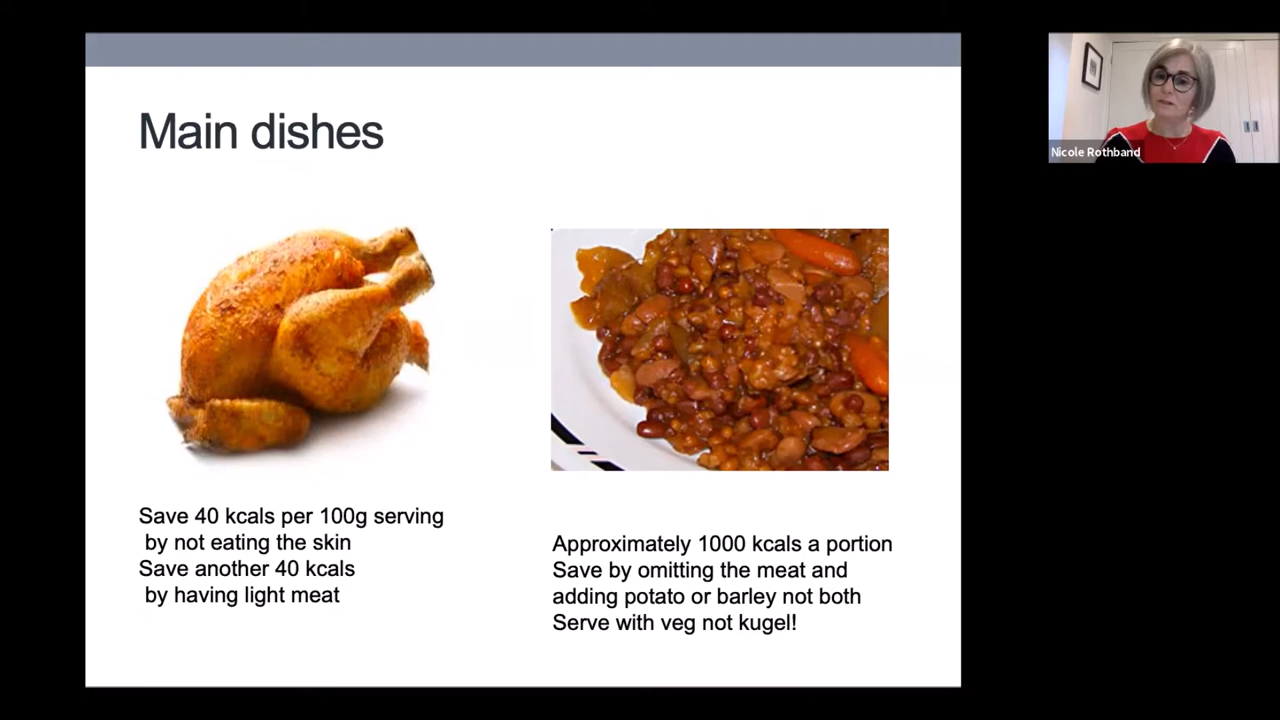 Main dishes
Save 40 kcals per 100g serving
by not eating the skin
Save another 40 kcals
by having light meat
Approximately 1000 kcals a portion
Save by omitting the meat and
adding potato or barley not both
Serve with veg not kugel!
Nicole Rothband